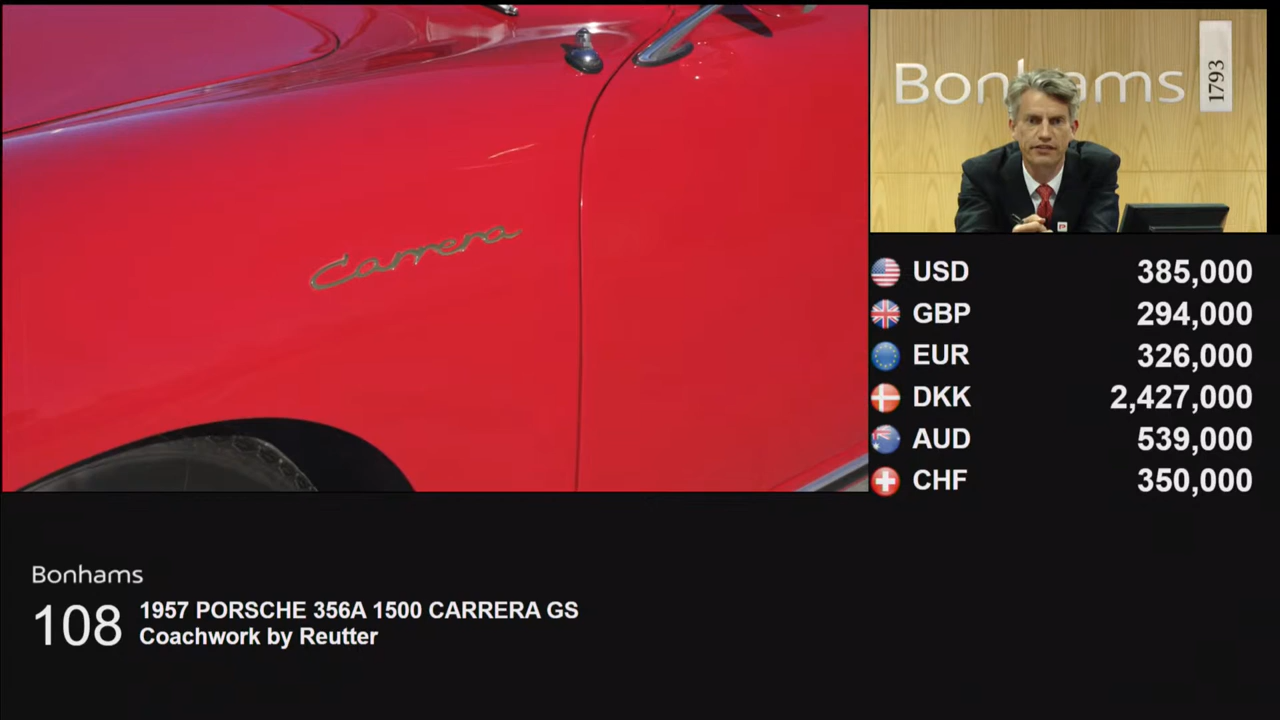 Carrera
Bonhams
1793
USD 385,000
GBP 294,000
EUR 326,000
DKK 2,427,000
AUD 539,000
CHF 350,000
Bonhams
108
1957 PORSCHE 356A 1500 CARRERA GS
Coachwork by Reutter